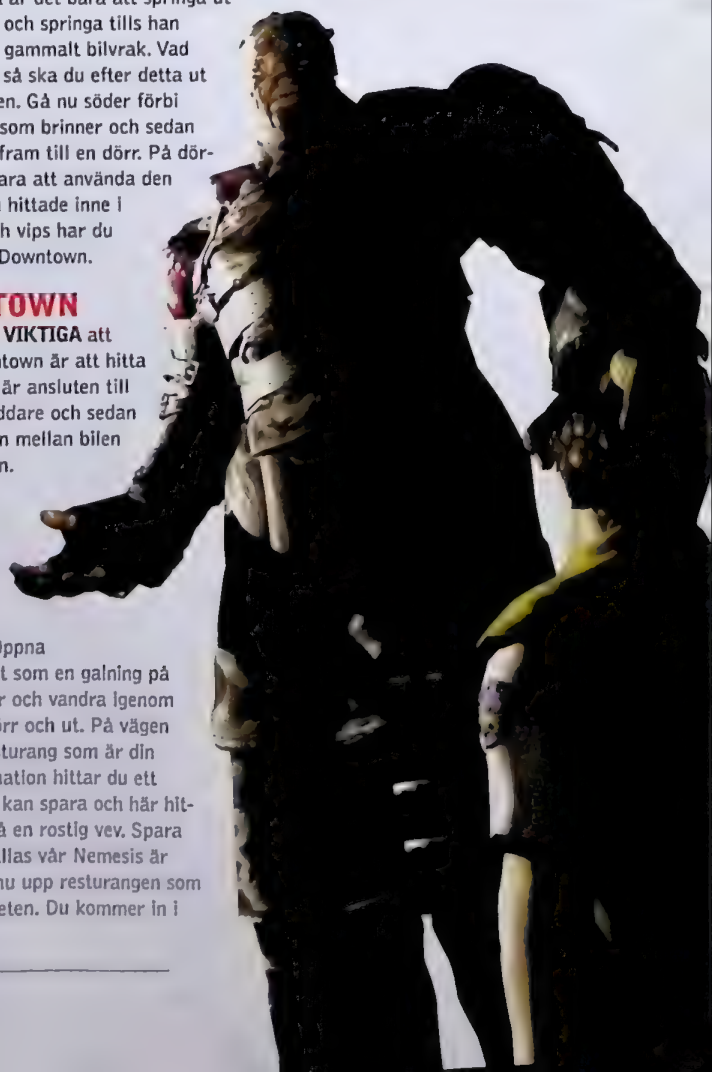 är det bara att springa ut
och springa tills han
gammalt bilvrak. Vad
så ska du efter detta ut
en. Gå nu söder förbi
som brinner och sedan
fram till en dörr. På dör-
ara att använda den
hittade inne i
h vips har du
Downtown.
TOWN
VIKTIGA att
ntown är att hitta
är ansluten till
ddare och sedan
n mellan bilen
n.
Öppna
t som en galning på
r och vandra igenom
örr och ut. På vägen
sturang som är din
nation hittar du ett
kan spara och här hit-
å en rostig vev. Spara
llas vår Nemesis är
nu upp resturangen som
eten. Du kommer in i